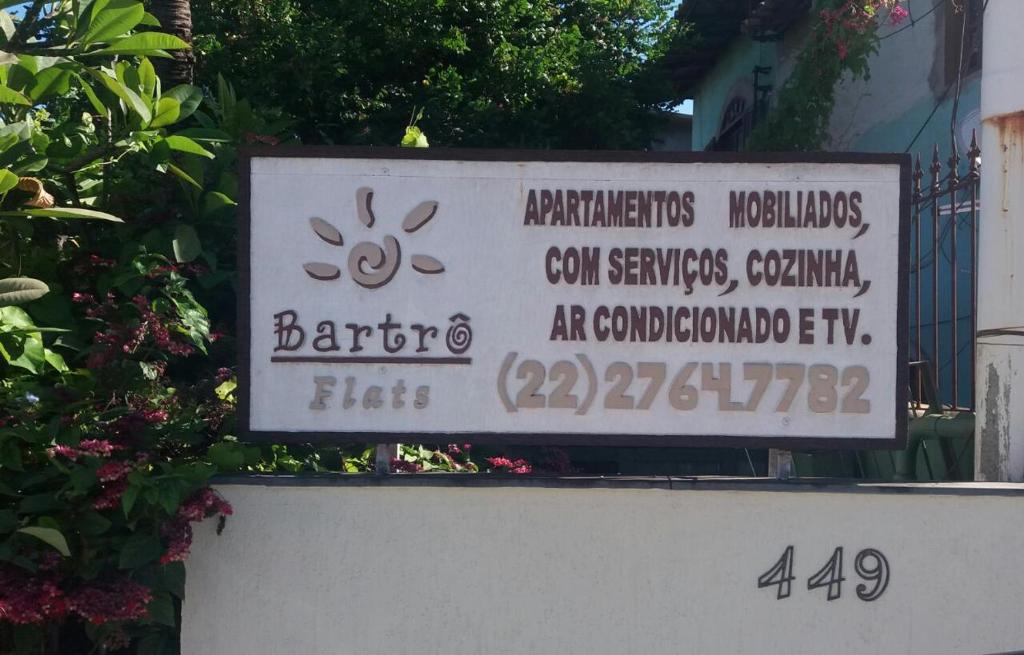 Bartrô
Flats
APARTAMENTOS MOBILIADOS,
COM SERVIÇOS, COZINHA,
AR CONDICIONADO E TV.
(22)2764.7782
449